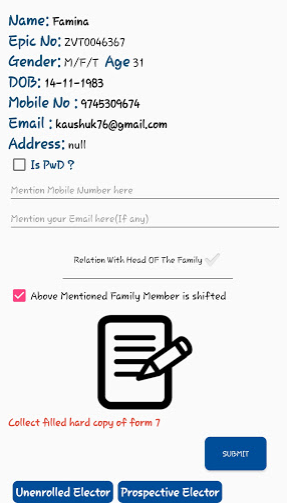 Name: Famina
Epic No: ZVT0046367
Gender: M/F/T Age 31
DOB: 14-11-1983
Mobile No : 9745309674
Email : kaushuk76@gmail.com
Address: null
Is PwD ?
Mention Mobile Number here
Mention your Email here(If any)
Relation With Head OF The Family
Above Mentioned Family Member is shifted
Collect filled hard copy of form 7
SUBMIT
Unenrolled Elector Prospective Elector